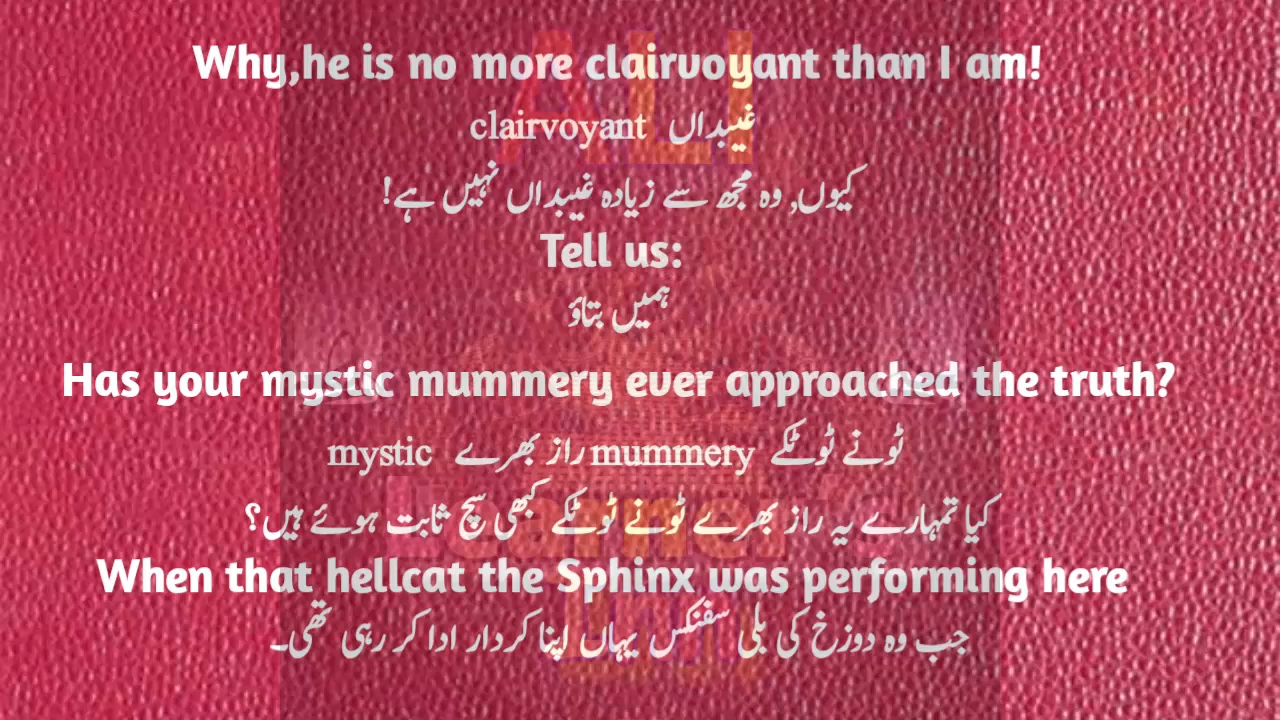 Why,he is no more clairvoyant than I am!
غیبداں clairvoyant
کیوں, وہ مجھ سے زیادہ غیبداں نہیں ہے!
Tell us:
ہمیں بتاؤ
Has your mystic mummery ever approached the truth?
ٹونے ٹوٹکے mummery راز بھرے mystic
کیا تمہارے یہ راز بھرے ٹونے ٹوٹکے کبھی سچ ثابت ہوئے ہیں؟
When that hellcat the Sphinx was performing here
جب وہ دوزخ کی بلی سفنکس یہاں اپنا کردار ادا کر رہی تھی۔
ALI